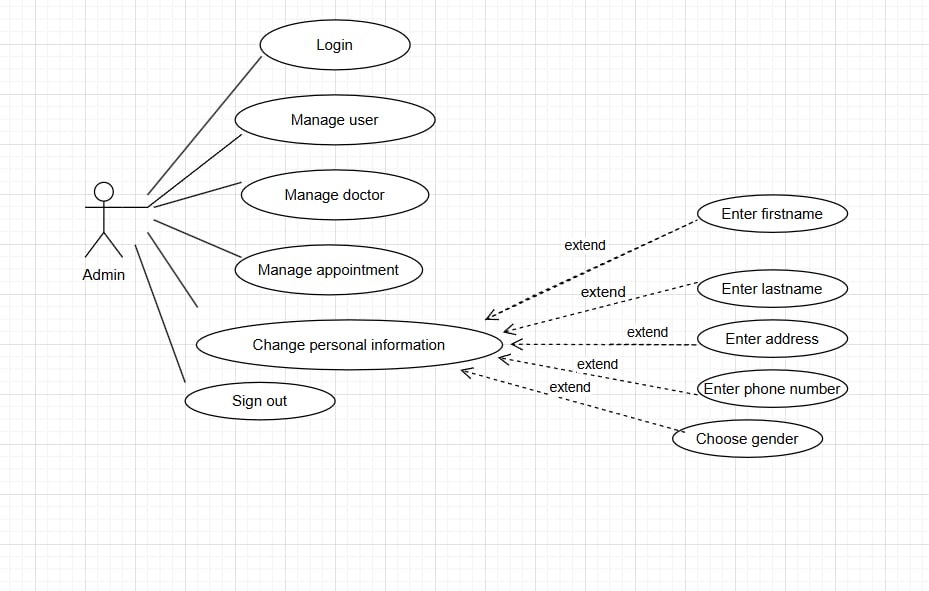 Login
Manage user
Manage doctor
Manage appointment
Admin
Change personal information
Sign out
extend
extend
extend
extend
extend
Enter firstname
Enter lastname
Enter address
Enter phone number
Choose gender